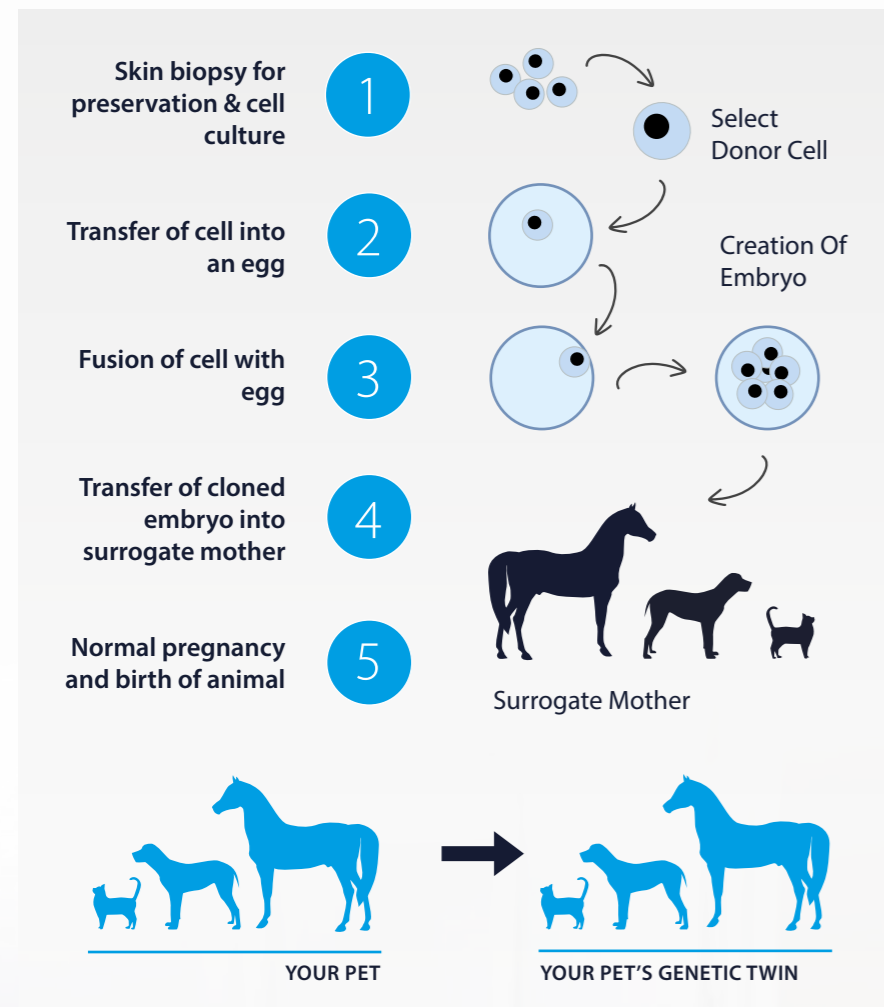 Skin biopsy for
preservation & cell
culture
1
Select
Donor Cell
Transfer of cell into
an egg
2
Creation Of
Embryo
Fusion of cell with
egg
3
Transfer of cloned
embryo into
surrogate mother
4
Normal pregnancy
and birth of animal
5
Surrogate Mother
YOUR PET
YOUR PET'S GENETIC TWIN